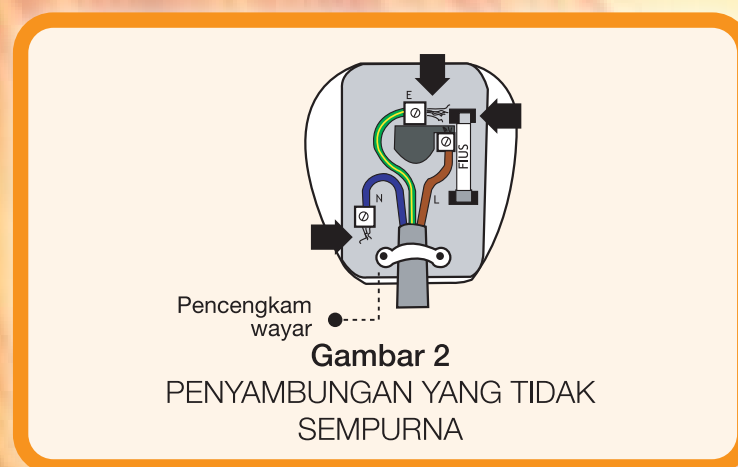 E
FIUS
N
L
Pencengkam
wayar
Gambar 2
PENYAMBUNGAN YANG TIDAK
SEMPURNA